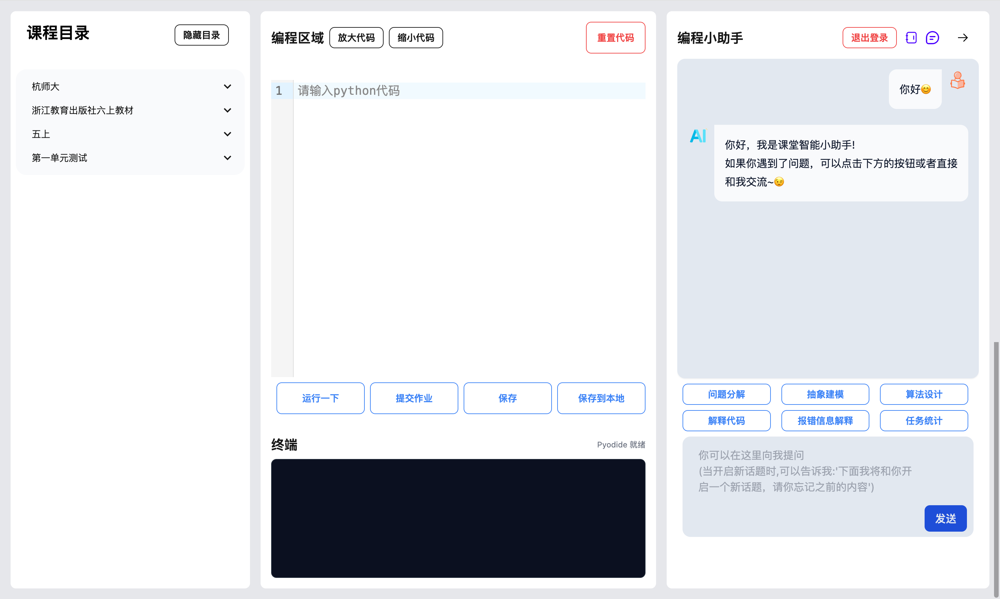 课程目录
隐藏目录
杭师大
浙江教育出版社六上教材
五上
第一单元测试
编程区域
放大代码
缩小代码
重置代码
1
请输入python代码
运行一下
提交作业
保存
保存到本地
终端
Pyodide 就绪
编程小助手
退出登录
你好😊
AI
你好，我是课堂智能小助手!
如果你遇到了问题，可以点击下方的按钮或者直接
和我交流~😉
问题分解
抽象建模
算法设计
解释代码
报错信息解释
任务统计
你可以在这里向我提问
(当开启新话题时,可以告诉我:'下面我将和你开
启一个新话题，请你忘记之前的内容')
发送